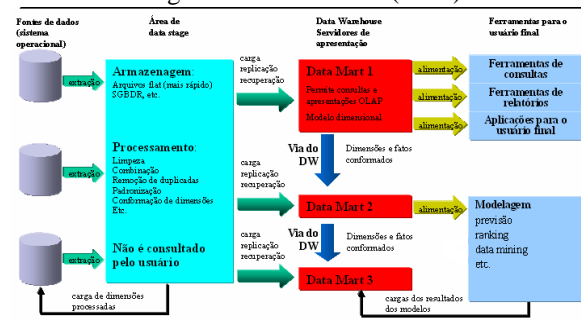 Fontes de dados
(sistema
operacional)
Área de
data stage
Data Warehouse
Servidores de
apresentação
Ferramentas para o
usuário final
extração
Armazenagem:
Arquivos flat (mais rápido)
SGBDR, etc.
carga
replicação
recuperação
Data Mart 1
Permite consultas e
apresentações OLAP
Modelo dimensional
alimentação
Ferramentas de
consultas
alimentação
Ferramentas de
relatórios
alimentação
Aplicações para o
usuário final
Via do
DW
Dimensões e fatos
conformados
extração
Processamento:
Limpeza
Combinação
Remoção de duplicadas
Padronização
Conformação de dimensões
Etc.
carga
replicação
recuperação
Data Mart 2
alimentação
Modelagem
previsão
ranking
data mining
etc.
Via do
DW
Dimensões e fatos
conformados
extração
Não é consultado
pelo usuário
carga
replicação
recuperação
Data Mart 3
carga de dimensões
processadas
cargas dos resultados
dos modelos